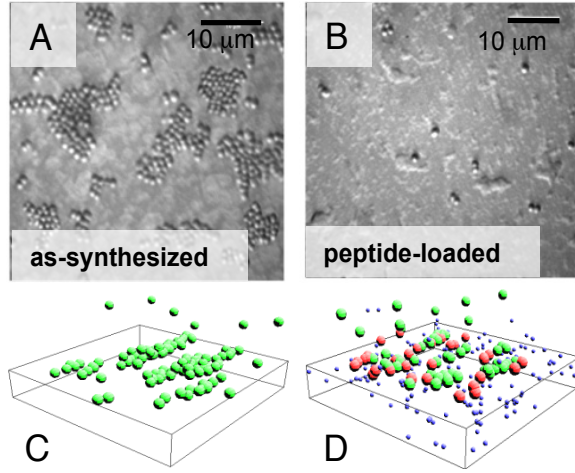 A
10 μm
B
10 μm
as-synthesized
peptide-loaded
C
D